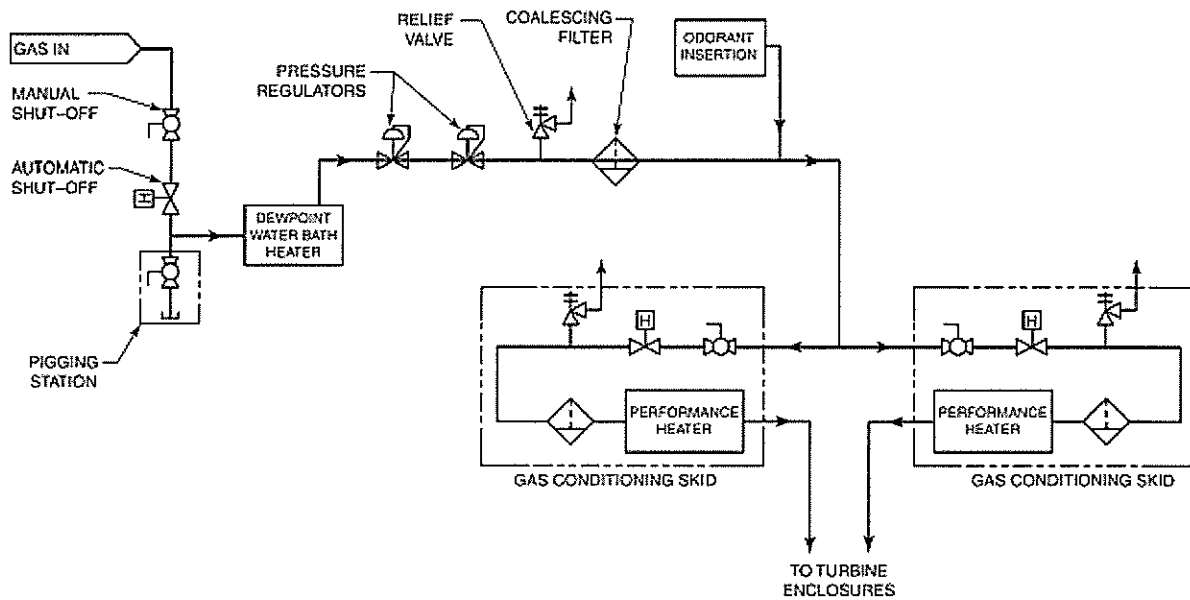 GAS IN
MANUAL
SHUT-OFF
AUTOMATIC
SHUT-OFF
H
PIGGING
STATION
DEWPOINT
WATER BATH
HEATER
PRESSURE
REGULATORS
RELIEF
VALVE
COALESCING
FILTER
ODORANT
INSERTION
H
PERFORMANCE
HEATER
GAS CONDITIONING SKID
H
PERFORMANCE
HEATER
GAS CONDITIONING SKID
TO TURBINE
ENCLOSURES